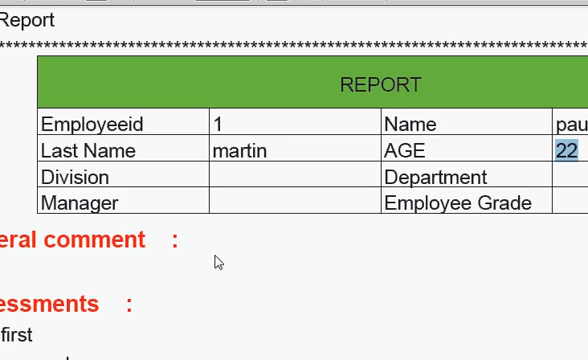 Report
************************************************************************
REPORT
Employeeid 1 Name pau
Last Name martin AGE 22
Division Department
Manager Employee Grade
eral comment :
essments :
first